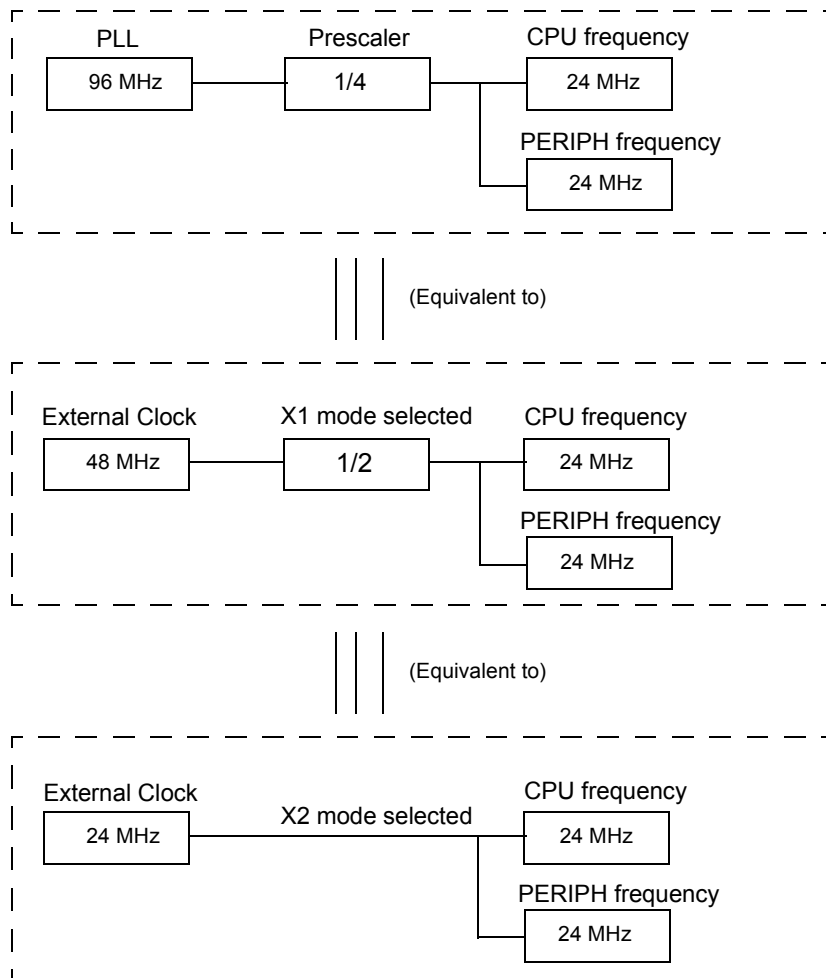 PLL Prescaler CPU frequency
96 MHz 1/4 24 MHz
PERIPH frequency
24 MHz
(Equivalent to)
External Clock X1 mode selected CPU frequency
48 MHz 1/2 24 MHz
PERIPH frequency
24 MHz
(Equivalent to)
External Clock CPU frequency
X2 mode selected
24 MHz 24 MHz
PERIPH frequency
24 MHz